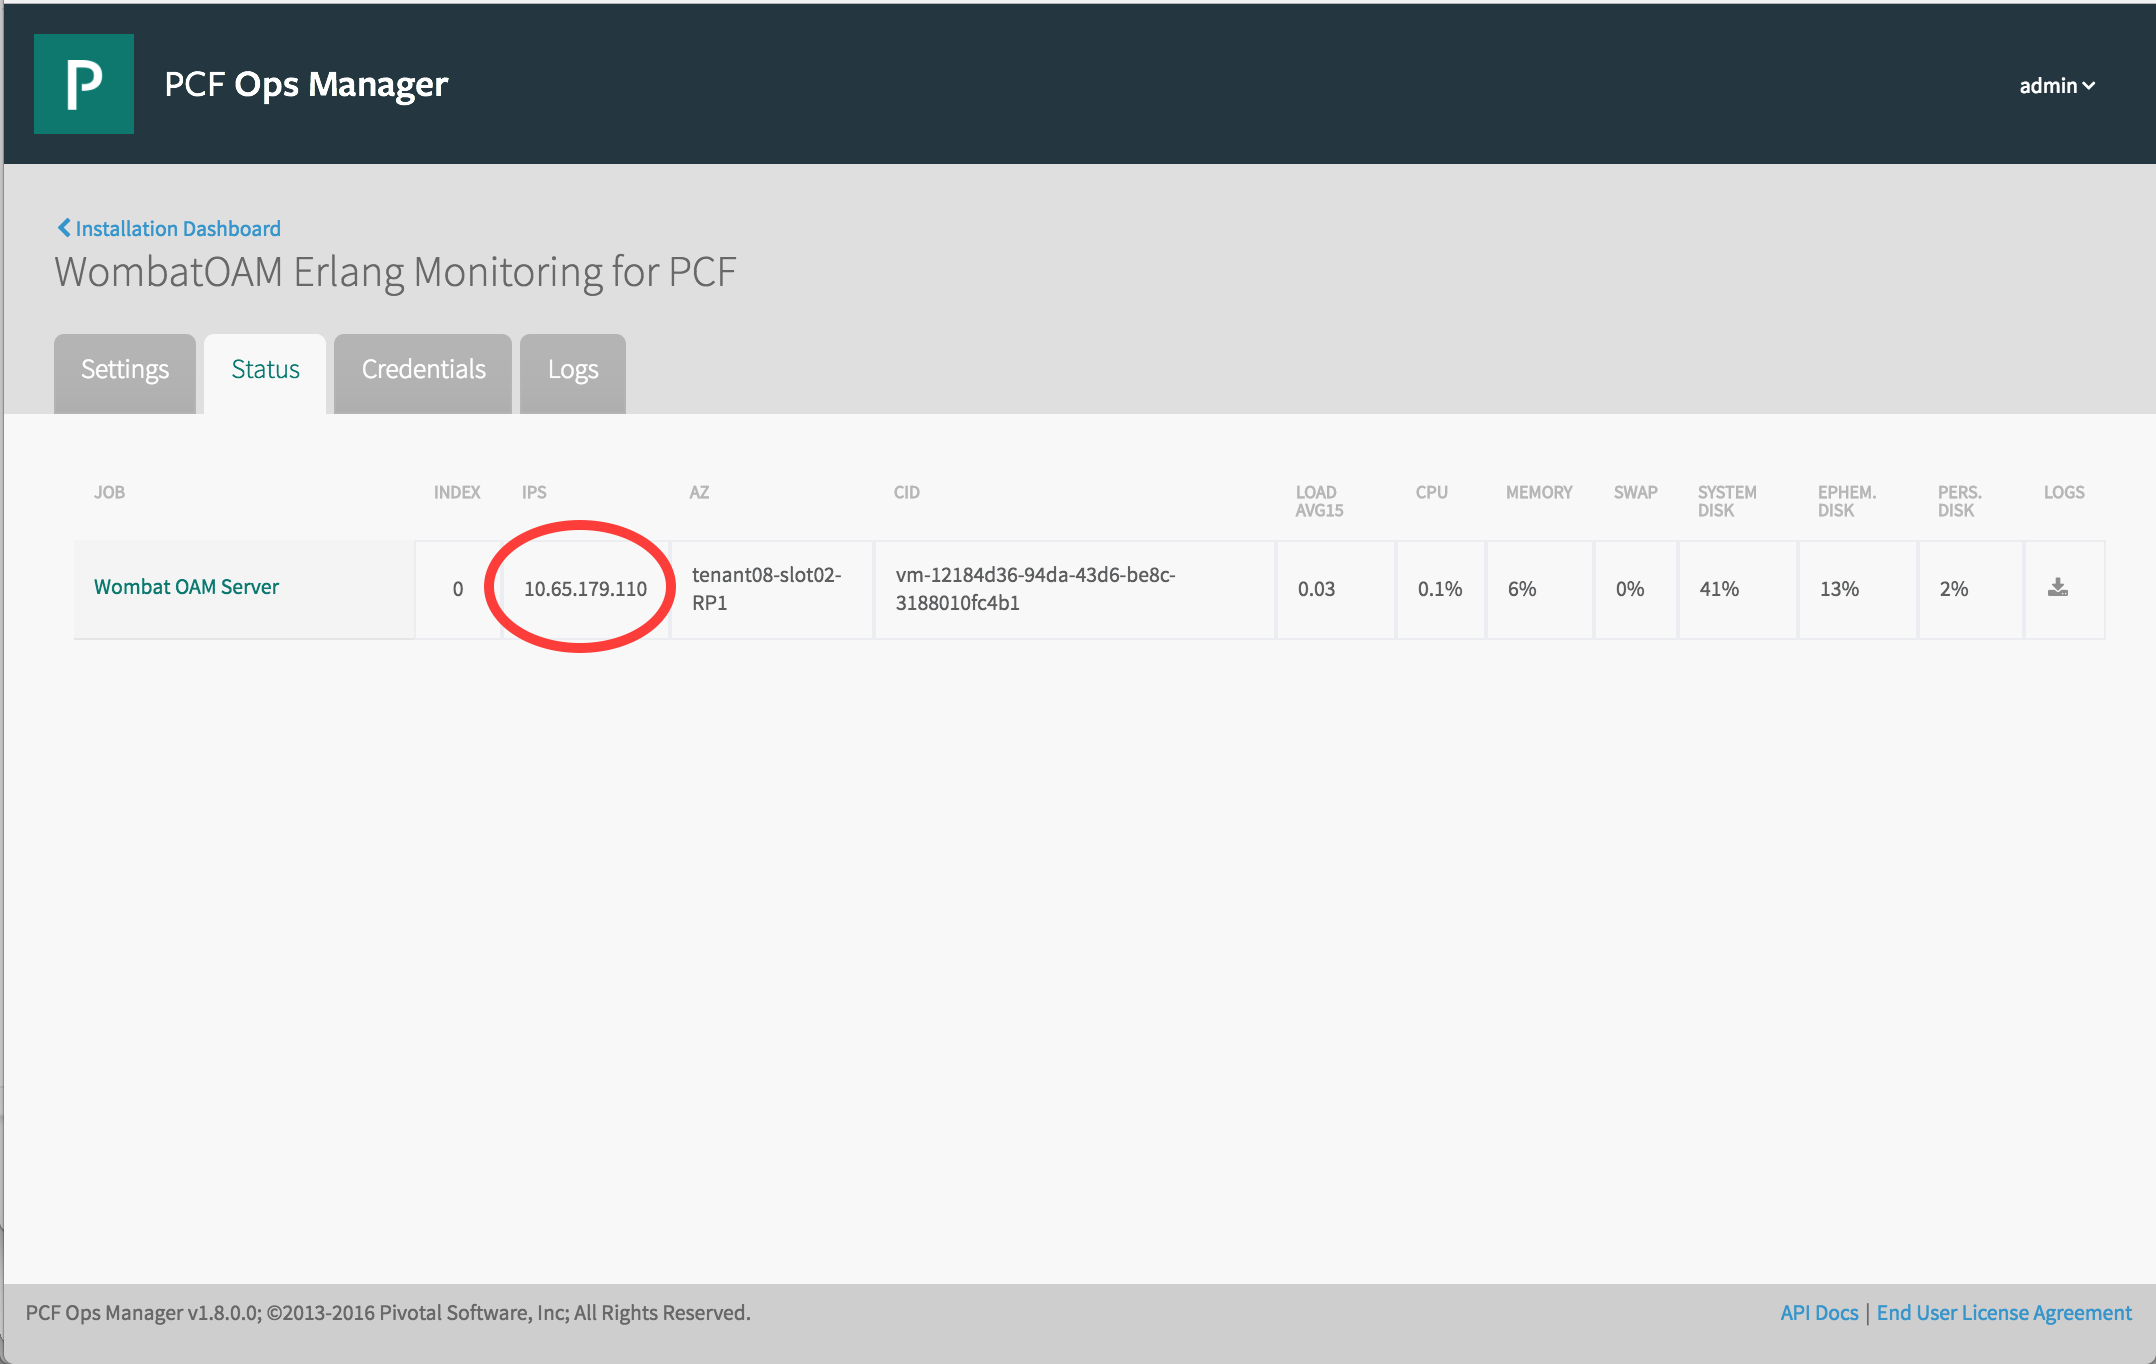 P
PCF Ops Manager
admin
Installation Dashboard
WombatOAM Erlang Monitoring for PCF
Settings
Status
Credentials
Logs
JOB
INDEX
IPS
AZ
CID
LOAD
AVG15
CPU
MEMORY
SWAP
SYSTEM
DISK
EPHEM.
DISK
PERS.
DISK
LOGS
Wombat OAM Server
0
10.65.179.110
tenant08-slot02-
RP1
vm-12184d36-94da-43d6-be8c-
3188010fc4b1
0.03
0.1%
6%
0%
41%
13%
2%
PCF Ops Manager v1.8.0.0; ©2013-2016 Pivotal Software, Inc; All Rights Reserved.
API Docs | End User License Agreement